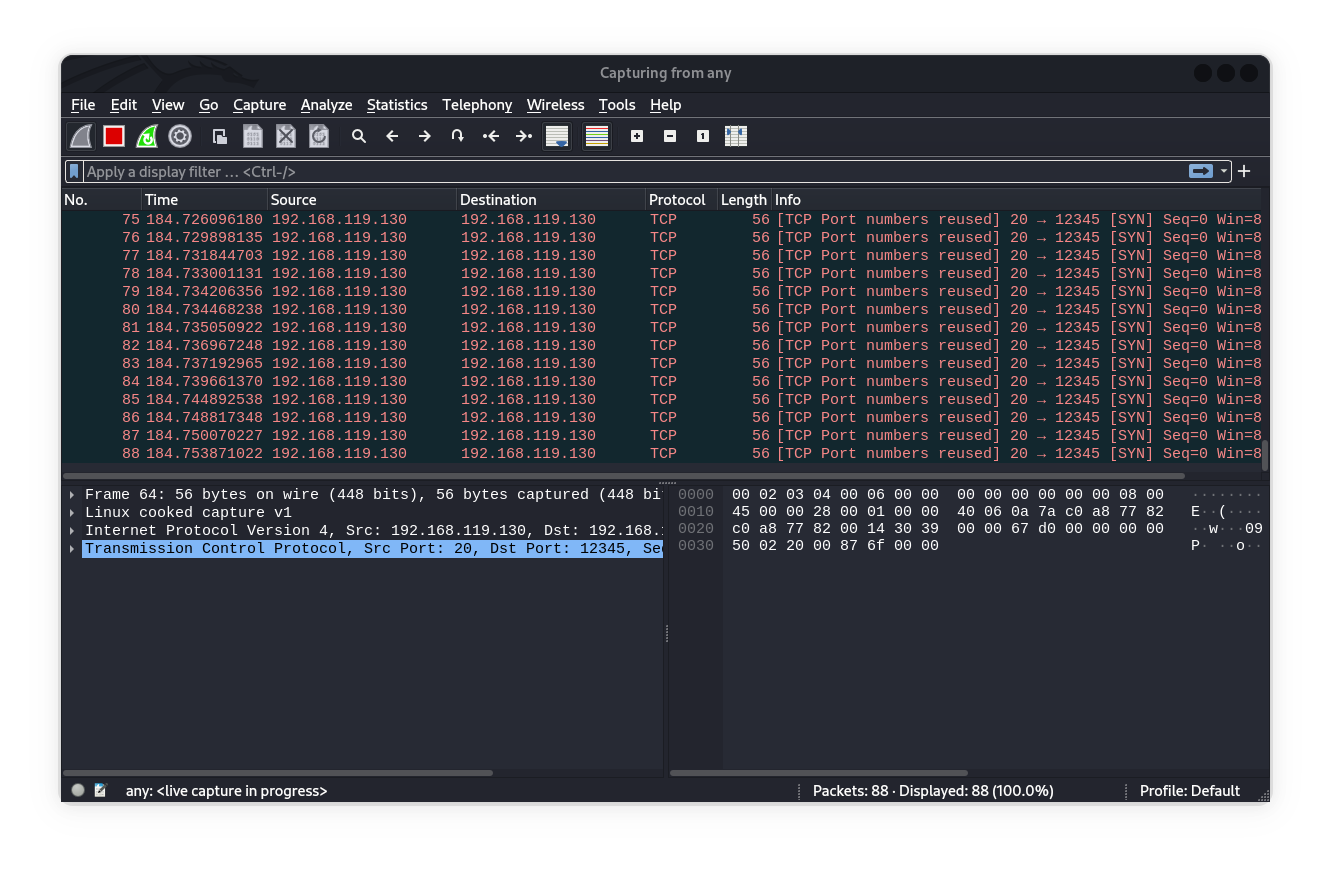 Capturing from any
File Edit View Go Capture Analyze Statistics Telephony Wireless Tools Help
Apply a display filter … <Ctrl-/>
No. Time Source Destination Protocol Length Info
75 184.726096180 192.168.119.130 192.168.119.130 TCP 56 [TCP Port numbers reused] 20 → 12345 [SYN] Seq=0 Win=8
76 184.729898135 192.168.119.130 192.168.119.130 TCP 56 [TCP Port numbers reused] 20 → 12345 [SYN] Seq=0 Win=8
77 184.731844703 192.168.119.130 192.168.119.130 TCP 56 [TCP Port numbers reused] 20 → 12345 [SYN] Seq=0 Win=8
78 184.733001131 192.168.119.130 192.168.119.130 TCP 56 [TCP Port numbers reused] 20 → 12345 [SYN] Seq=0 Win=8
79 184.734206356 192.168.119.130 192.168.119.130 TCP 56 [TCP Port numbers reused] 20 → 12345 [SYN] Seq=0 Win=8
80 184.734468238 192.168.119.130 192.168.119.130 TCP 56 [TCP Port numbers reused] 20 → 12345 [SYN] Seq=0 Win=8
81 184.735050922 192.168.119.130 192.168.119.130 TCP 56 [TCP Port numbers reused] 20 → 12345 [SYN] Seq=0 Win=8
82 184.736967248 192.168.119.130 192.168.119.130 TCP 56 [TCP Port numbers reused] 20 → 12345 [SYN] Seq=0 Win=8
83 184.737192965 192.168.119.130 192.168.119.130 TCP 56 [TCP Port numbers reused] 20 → 12345 [SYN] Seq=0 Win=8
84 184.739661370 192.168.119.130 192.168.119.130 TCP 56 [TCP Port numbers reused] 20 → 12345 [SYN] Seq=0 Win=8
85 184.744892538 192.168.119.130 192.168.119.130 TCP 56 [TCP Port numbers reused] 20 → 12345 [SYN] Seq=0 Win=8
86 184.748817348 192.168.119.130 192.168.119.130 TCP 56 [TCP Port numbers reused] 20 → 12345 [SYN] Seq=0 Win=8
87 184.750070227 192.168.119.130 192.168.119.130 TCP 56 [TCP Port numbers reused] 20 → 12345 [SYN] Seq=0 Win=8
88 184.753871022 192.168.119.130 192.168.119.130 TCP 56 [TCP Port numbers reused] 20 → 12345 [SYN] Seq=0 Win=8
Frame 64: 56 bytes on wire (448 bits), 56 bytes captured (448 bi
Linux cooked capture v1
Internet Protocol Version 4, Src: 192.168.119.130, Dst: 192.168.
Transmission Control Protocol, Src Port: 20, Dst Port: 12345, Se
0000 00 02 03 04 00 06 00 00 00 00 00 00 00 00 08 00 ········
0010 45 00 00 28 00 01 00 00 40 06 0a 7a c0 a8 77 82 E··(····
0020 c0 a8 77 82 00 14 30 39 00 00 67 d0 00 00 00 00 ··w···09
0030 50 02 20 00 87 6f 00 00 P· ··o··
any: <live capture in progress>
Packets: 88 · Displayed: 88 (100.0%)
Profile: Default